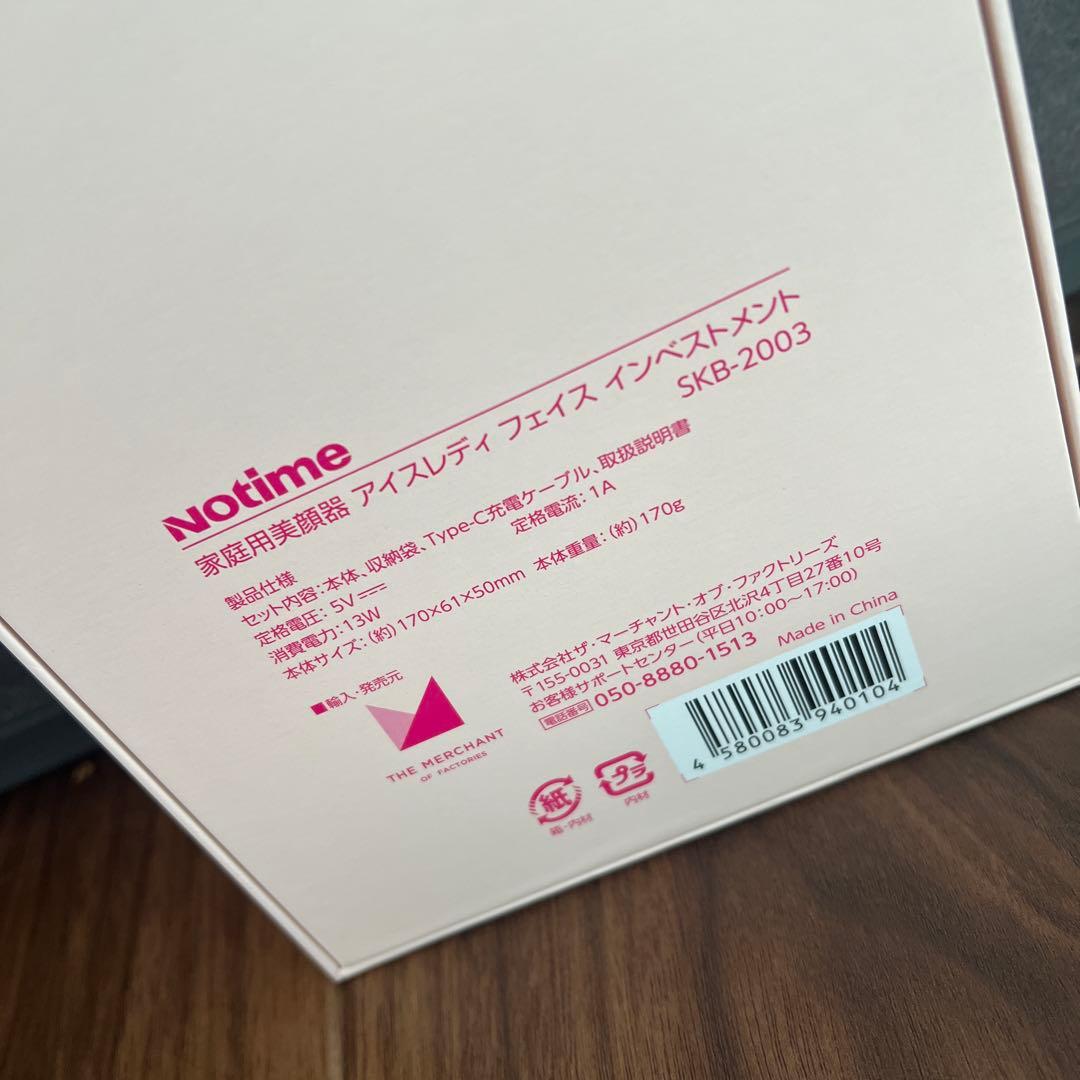 Notime
家庭用美顔器 アイスレディ フェイス インベストメント
SKB-2003
製品仕様
セット内容：本体、収納袋、Type-C充電ケーブル、取扱説明書
定格電圧：5V⎓ 定格電流：1A
消費電力：13W
本体サイズ：（約）170×61×50mm 本体重量：（約）170g
■輸入・発売元
THE MERCHANT
OF FACTORIES
株式会社ザ・マーチャント・オブ・ファクトリーズ
〒155-0031 東京都世田谷区北沢4丁目27番10号
お客様サポートセンター（平日10：00～17：00）
電話番号 050-8880-1513
Made in China
4 580083 940104
紙
箱・内材
プラ
内材